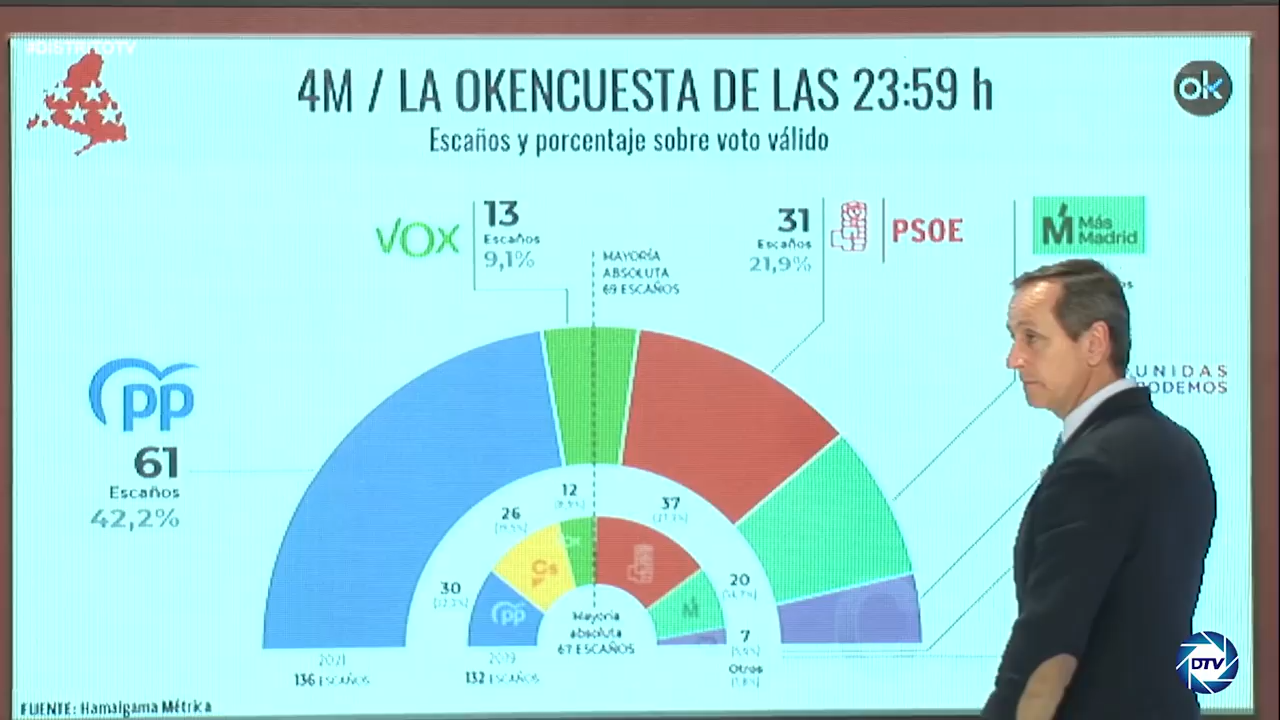 #DISTRITOTV
4M / LA OKENCUESTA DE LAS 23:59 h
ok
Escaños y porcentaje sobre voto válido
VOX
13
Escaños
9,1%
MAYORÍA
ABSOLUTA
69 ESCAÑOS
31
Escaños
21,9%
PSOE
M Más
Madrid
UNIDAS
PODEMOS
pp
61
Escaños
42,2%
12
26
37
30
20
7
Cs
pp
M
Mayoría
absoluta
67 ESCAÑOS
Otros
2021
136 ESCAÑOS
2019
132 ESCAÑOS
DTV
FUENTE: Hamalgama Métrica